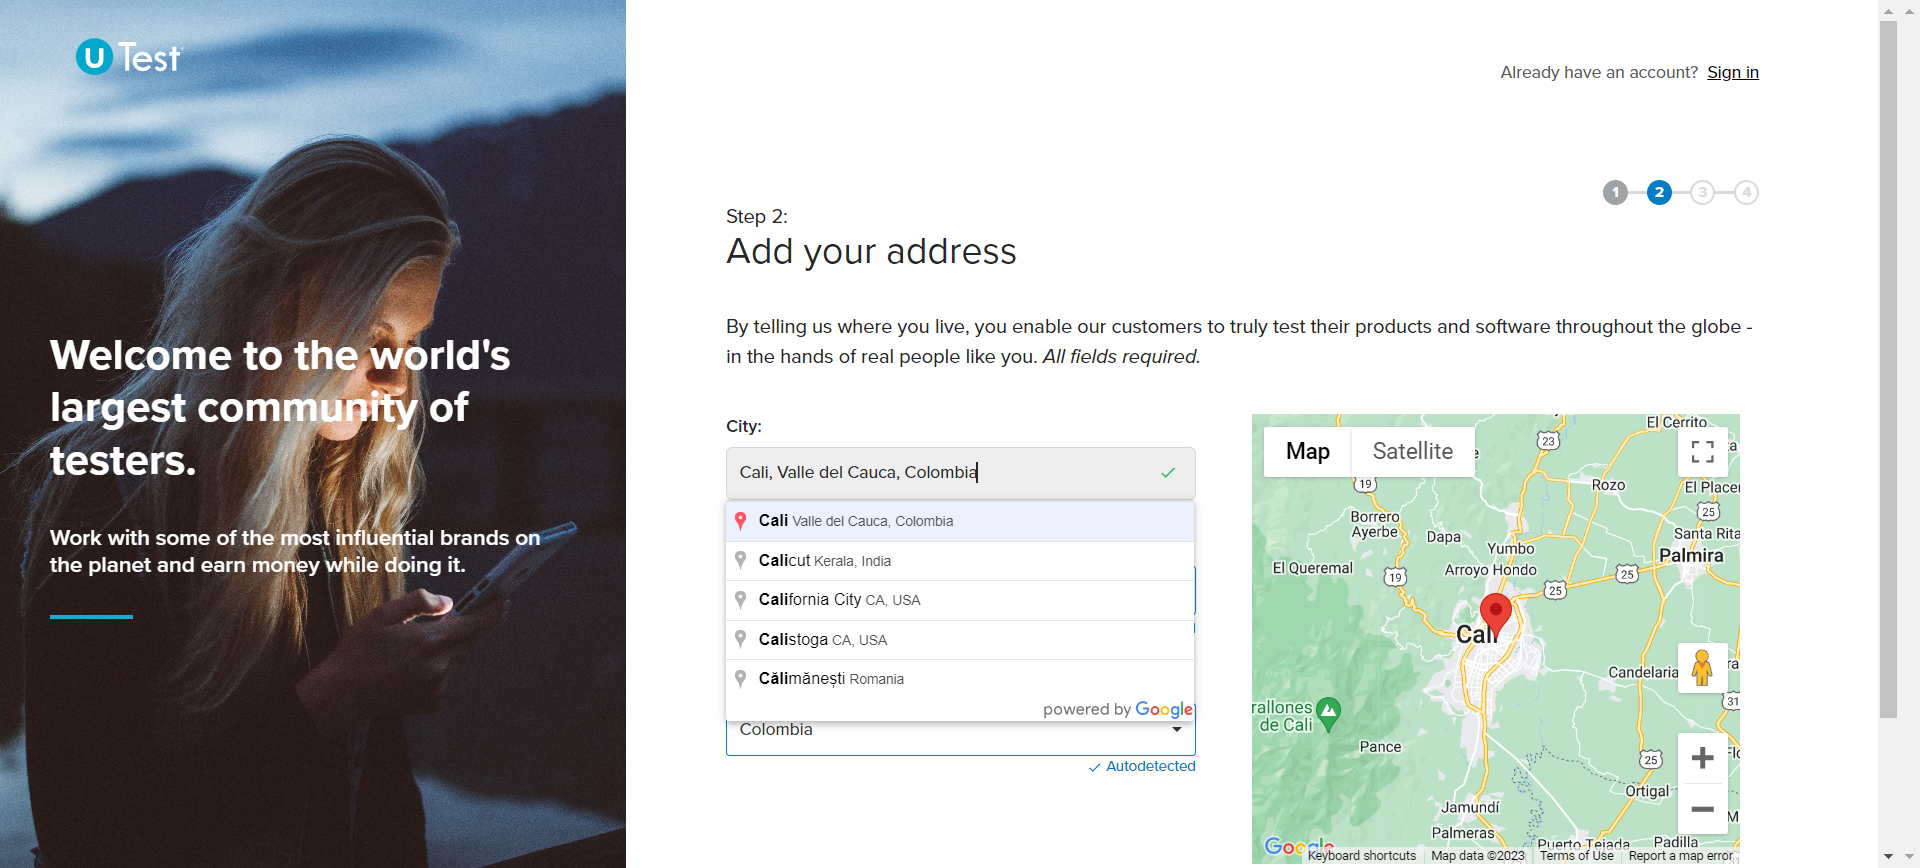 U Test
Already have an account? Sign in
1 2 3 4
Step 2:
Add your address
By telling us where you live, you enable our customers to truly test their products and software throughout the globe -
in the hands of real people like you. All fields required.
Welcome to the world's
largest community of
testers.
Work with some of the most influential brands on
the planet and earn money while doing it.
City:
Cali, Valle del Cauca, Colombia
Cali Valle del Cauca, Colombia
Calicut Kerala, India
California City CA, USA
Calistoga CA, USA
Călimănești Romania
powered by Google
Colombia
Autodetected
Map Satellite
El Cerrito
23
19
Rozo
El Placer
25
Borrero
Ayerbe
Dapa
Santa Rita
Yumbo
Palmira
El Queremal
19
Arroyo Hondo
25
25
Cali
Candelaria
31
de Cali
Pance
25
Ortigal
Jamundí
Palmeras
Puerto Tejada
Padilla
Google
Keyboard shortcuts Map data ©2023 Terms of Use Report a map error